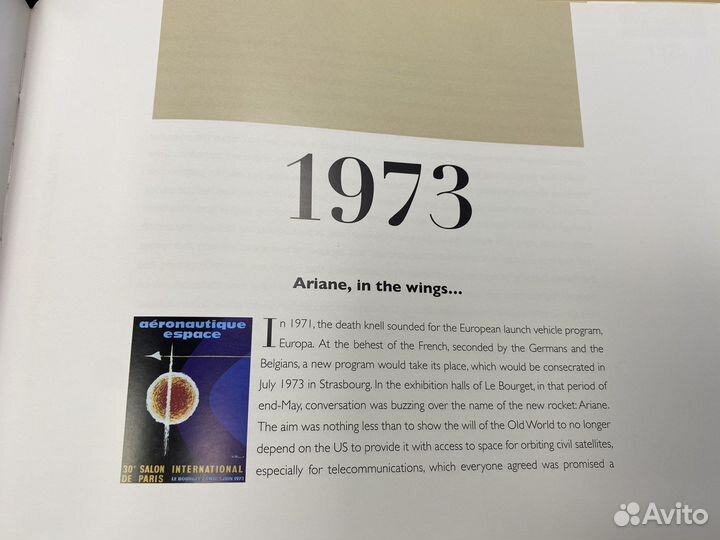 1973
Ariane, in the wings...
In 1971, the death knell sounded for the European launch vehicle program,
Europa. At the behest of the French, seconded by the Germans and the
Belgians, a new program would take its place, which would be consecrated in
July 1973 in Strasbourg. In the exhibition halls of Le Bourget, in that period of
end-May, conversation was buzzing over the name of the new rocket: Ariane.
The aim was nothing less than to show the will of the Old World to no longer
depend on the US to provide it with access to space for orbiting civil satellites,
especially for telecommunications, which everyone agreed was promised a
aéronautique
espace
30e SALON INTERNATIONAL
DE PARIS LE BOURGET JUIN 1973
Avito